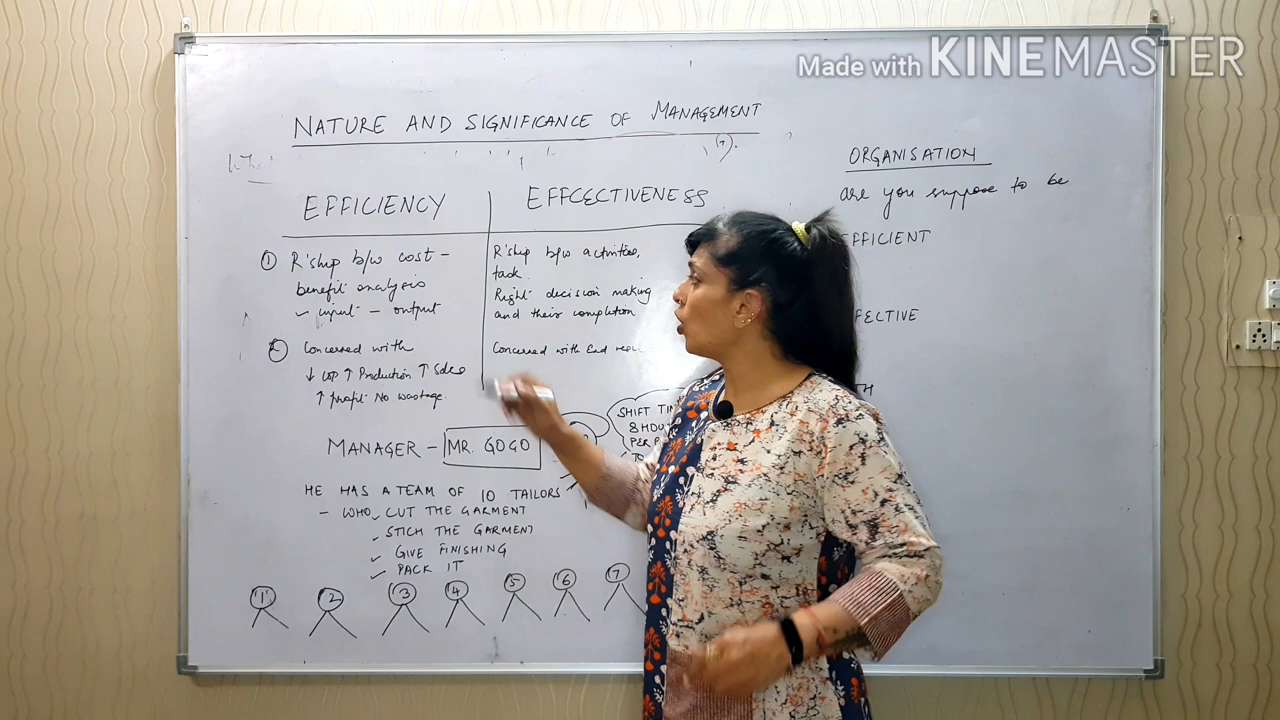 Made with KINEMASTER
NATURE AND SIGNIFICANCE OF MANAGEMENT
(7).
ORGANISATION
are you suppose to be
EFFICIENCY
EFFCECTIVENESS
FFICIENT
FECTIVE
TH
① R'ship b/w cost -
benefit analysis
input - output
R'ship b/w activities,
task.
Right decision making
and their completion
② Concerned with
↓ ↑ Production ↑ Sales
↑ profit No wastage.
Concerned with End
MANAGER - MR. GOGO
SHIFT TI
8 HOU
PER
HE HAS A TEAM OF 10 TAILORS
- WHO ✓ CUT THE GARMENT
✓ STICH THE GARMENT
✓ GIVE FINISHING
✓ PACK IT
1 2 3 4 5 6 7